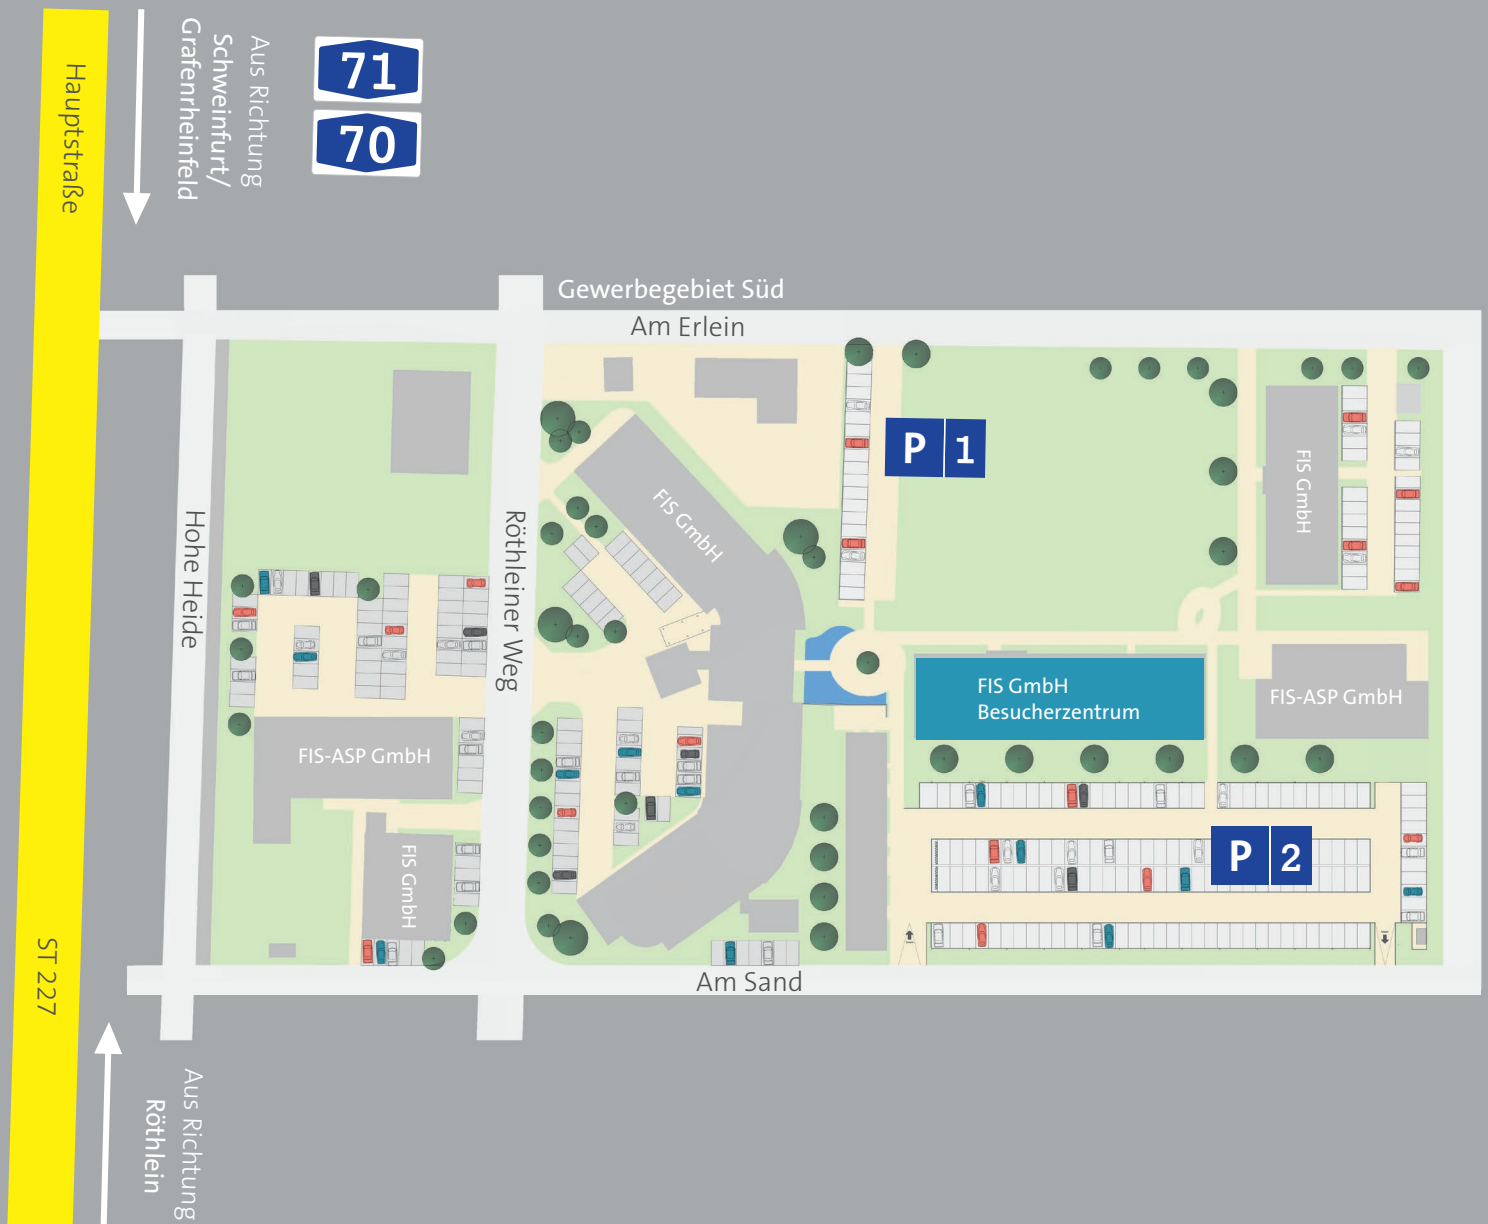 Hauptstraße
Aus Richtung
Schweinfurt/
Grafenrheinfeld
71
70
Gewerbegebiet Süd
Am Erlein
P 1
FIS GmbH
FIS GmbH
Hohe Heide
Röthleiner Weg
FIS GmbH
Besucherzentrum
FIS-ASP GmbH
FIS-ASP GmbH
FIS GmbH
P 2
Am Sand
ST 227
Aus Richtung
Röthlein